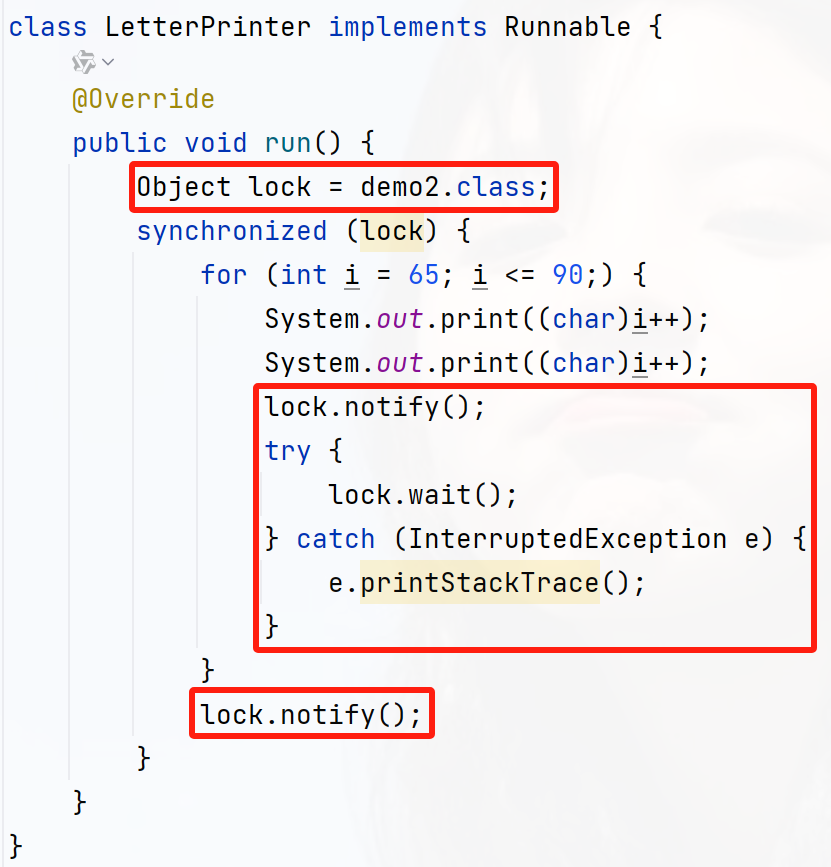 class LetterPrinter implements Runnable {
@Override
public void run() {
Object lock = demo2.class;
synchronized (lock) {
for (int i = 65; i <= 90;) {
System.out.print((char)i++);
System.out.print((char)i++);
lock.notify();
try {
lock.wait();
} catch (InterruptedException e) {
e.printStackTrace();
}
}
lock.notify();
}
}
}